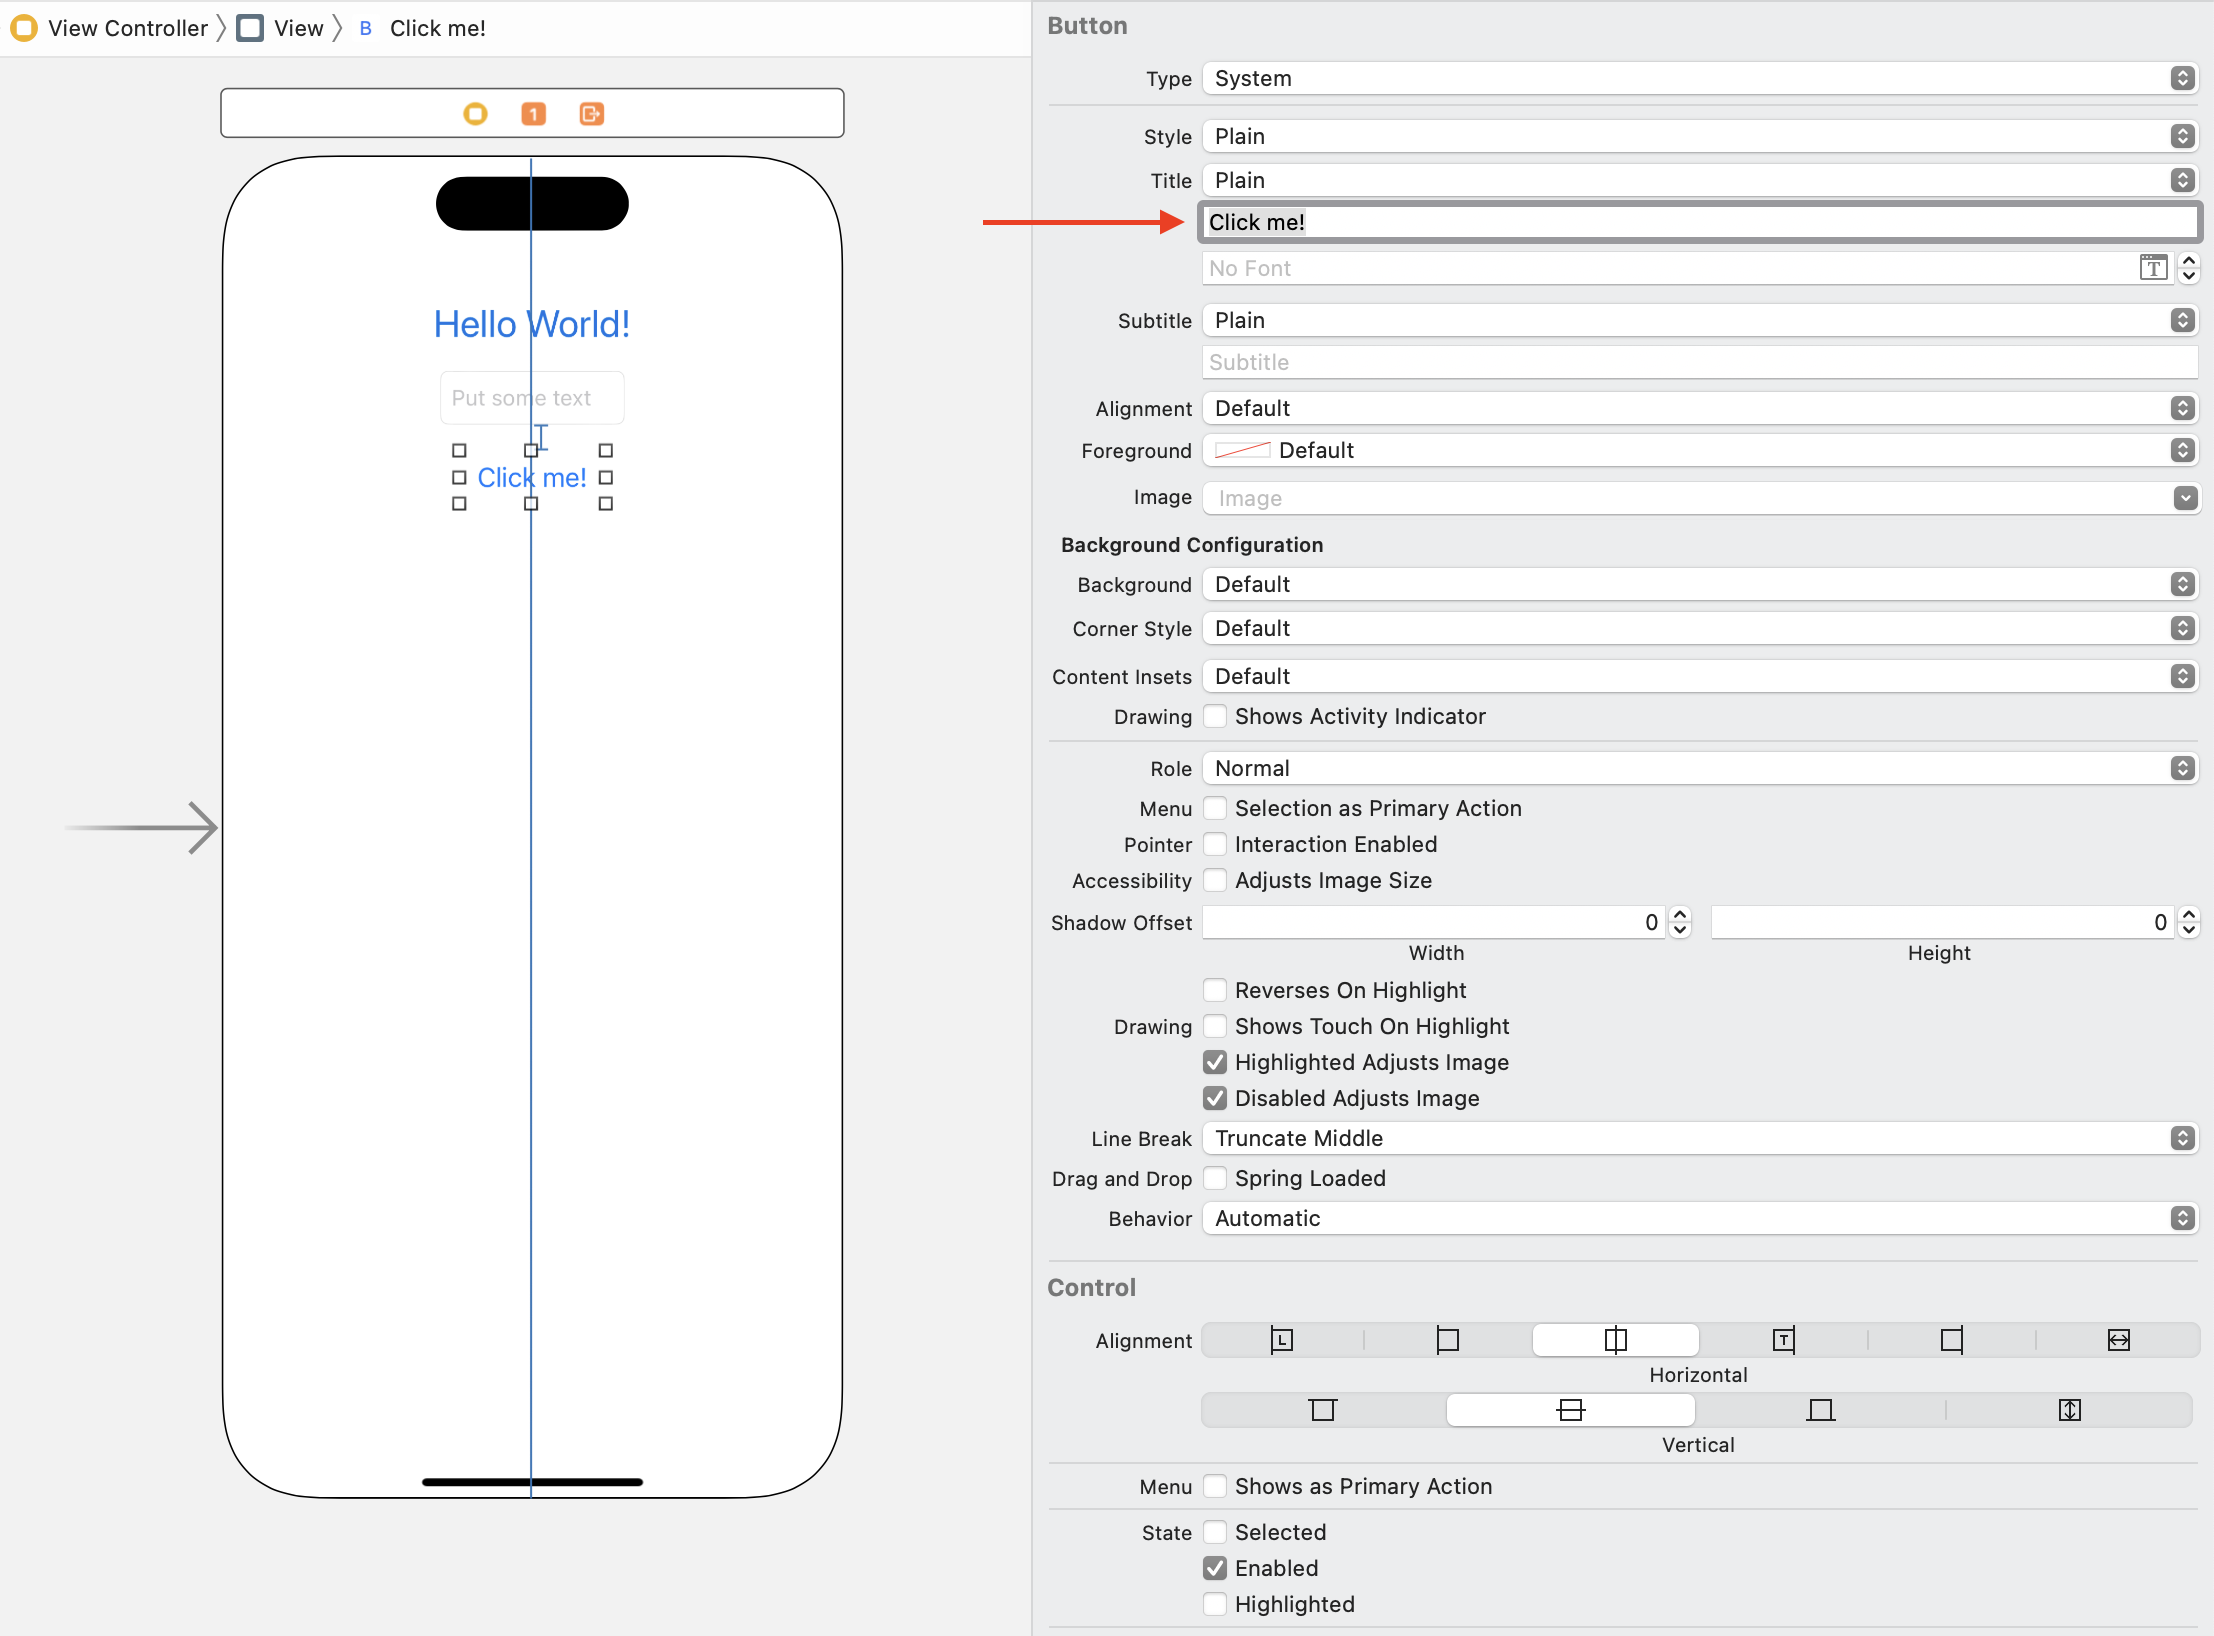 View Controller View B Click me!
1
Hello World!
Put some text
Click me!
Button
Type System
Style Plain
Title Plain
Click me!
No Font T
Subtitle Plain
Subtitle
Alignment Default
Foreground Default
Image Image
Background Configuration
Background Default
Corner Style Default
Content Insets Default
Drawing Shows Activity Indicator
Role Normal
Menu Selection as Primary Action
Pointer Interaction Enabled
Accessibility Adjusts Image Size
Shadow Offset 0 0
Width Height
Reverses On Highlight
Drawing Shows Touch On Highlight
Highlighted Adjusts Image
Disabled Adjusts Image
Line Break Truncate Middle
Drag and Drop Spring Loaded
Behavior Automatic
Control
Alignment L T
Horizontal
Vertical
Menu Shows as Primary Action
State Selected
Enabled
Highlighted